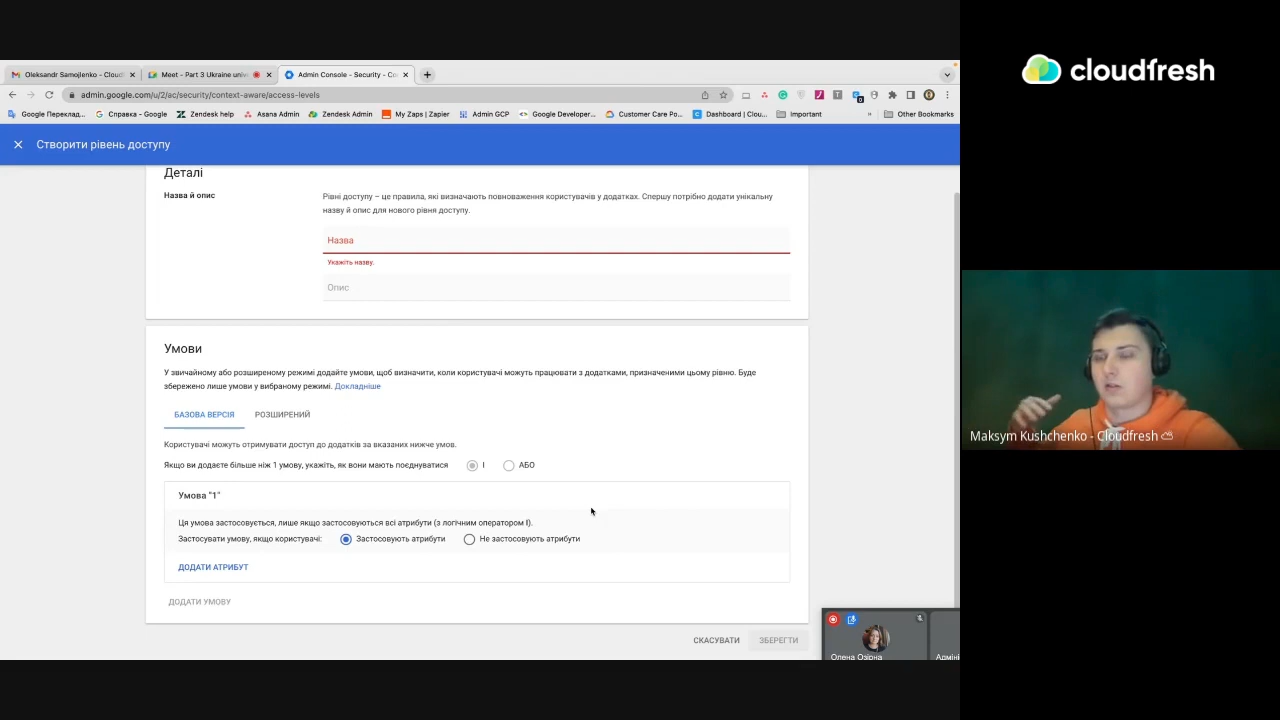 cloudfresh
Oleksandr Samojlenko - Cloudf
Meet - Part 3 Ukraine unive
Admin Console - Security - Co
admin.google.com/u/2/ac/security/context-aware/access-levels
Google Переклад...
Справка - Google
Zendesk help
Asana Admin
Zendesk Admin
My Zaps | Zapier
Admin GCP
Google Developer...
Customer Care Po...
Dashboard | Clou...
Important
Other Bookmarks
Створити рівень доступу
Деталі
Назва й опис
Рівні доступу – це правила, які визначають повноваження користувачів у додатках. Спершу потрібно додати унікальну
назву й опис для нового рівня доступу.
Назва
Укажіть назву.
Опис
Умови
У звичайному або розширеному режимі додайте умови, щоб визначити, коли користувачі можуть працювати з додатками, призначеними цьому рівню. Буде
збережено лише умови у вибраному режимі. Докладніше
БАЗОВА ВЕРСІЯ
РОЗШИРЕНИЙ
Користувачі можуть отримувати доступ до додатків за вказаних нижче умов.
Якщо ви додаєте більше ніж 1 умову, укажіть, як вони мають поєднуватися
І
АБО
Умова "1"
Ця умова застосовується, лише якщо застосовуються всі атрибути (з логічним оператором І).
Застосувати умову, якщо користувачі:
Застосовують атрибути
Не застосовують атрибути
ДОДАТИ АТРИБУТ
ДОДАТИ УМОВУ
СКАСУВАТИ
ЗБЕРЕГТИ
Олена Озірна
Адміні
Maksym Kushchenko - Cloudfresh